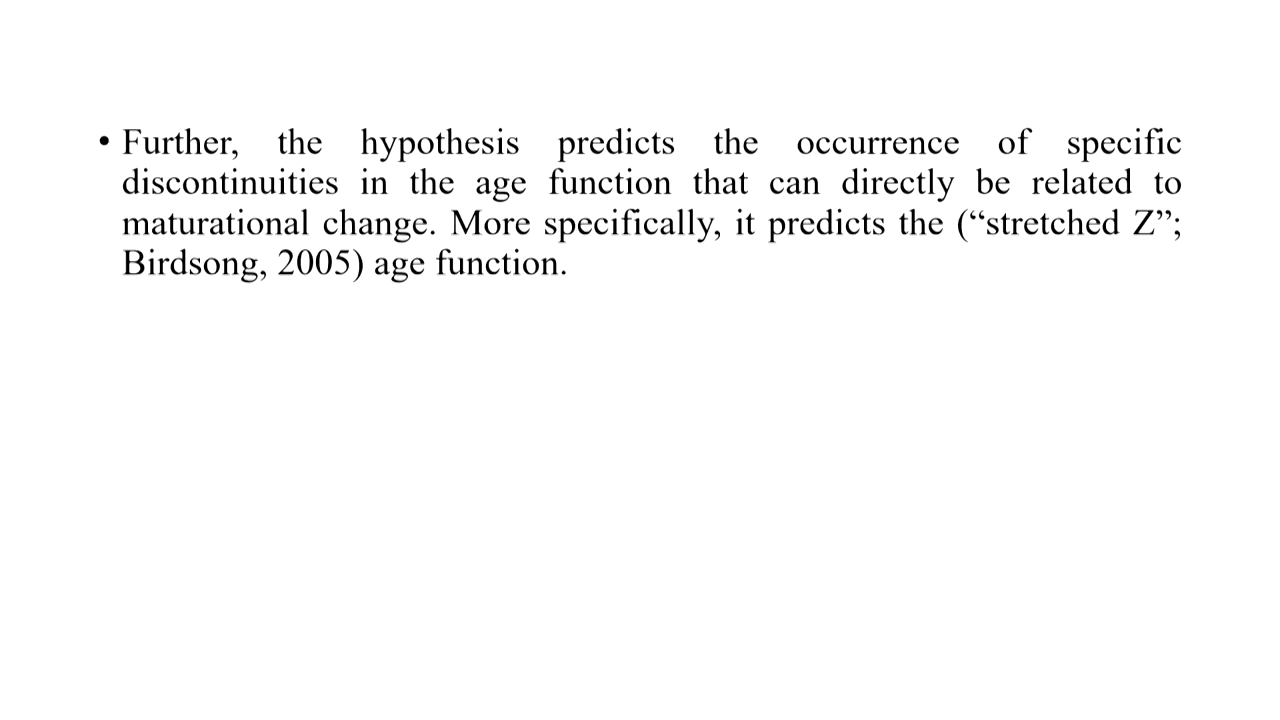 • Further, the hypothesis predicts the occurrence of specific
discontinuities in the age function that can directly be related to
maturational change. More specifically, it predicts the (“stretched Z”;
Birdsong, 2005) age function.